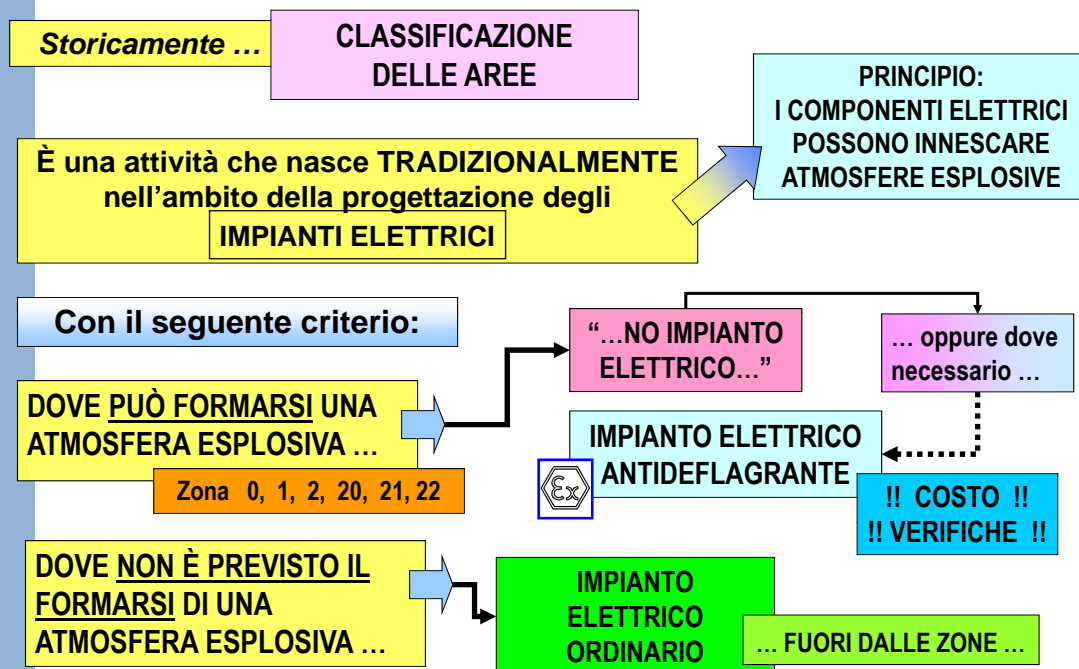 Storicamente …
CLASSIFICAZIONE
DELLE AREE
PRINCIPIO:
I COMPONENTI ELETTRICI
POSSONO INNESCARE
ATMOSFERE ESPLOSIVE
È una attività che nasce TRADIZIONALMENTE
nell’ambito della progettazione degli
IMPIANTI ELETTRICI
Con il seguente criterio:
“…NO IMPIANTO
ELETTRICO…”
… oppure dove
necessario …
DOVE PUÒ FORMARSI UNA
ATMOSFERA ESPLOSIVA …
Zona 0, 1, 2, 20, 21, 22
IMPIANTO ELETTRICO
ANTIDEFLAGRANTE
Ex
!! COSTO !!
!! VERIFICHE !!
DOVE NON È PREVISTO IL
FORMARSI DI UNA
ATMOSFERA ESPLOSIVA …
IMPIANTO
ELETTRICO
ORDINARIO
… FUORI DALLE ZONE …